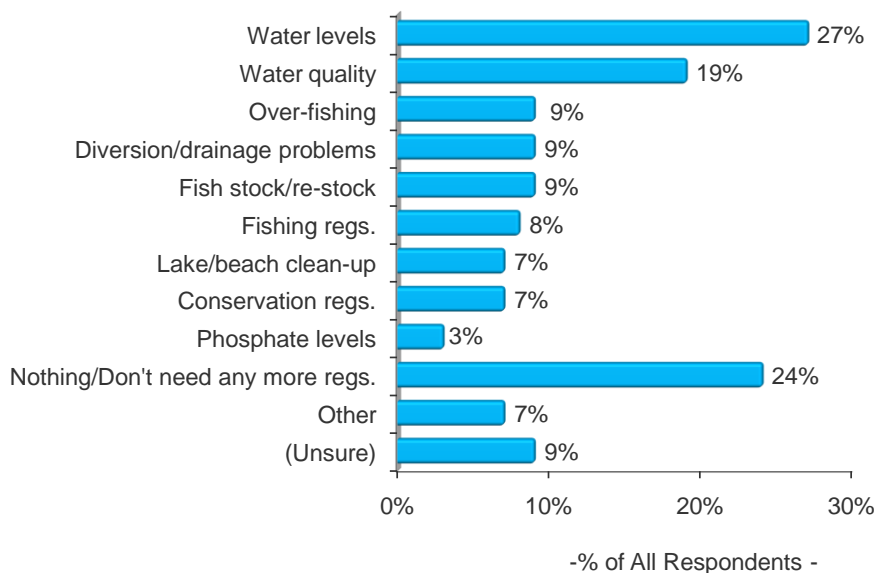 Water levels 27%
Water quality 19%
Over-fishing 9%
Diversion/drainage problems 9%
Fish stock/re-stock 9%
Fishing regs. 8%
Lake/beach clean-up 7%
Conservation regs. 7%
Phosphate levels 3%
Nothing/Don't need any more regs. 24%
Other 7%
(Unsure) 9%
0% 10% 20% 30%
-% of All Respondents -